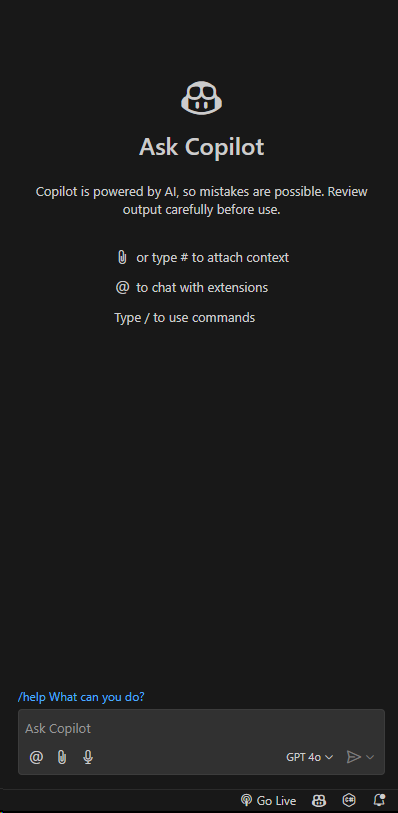 Ask Copilot
Copilot is powered by AI, so mistakes are possible. Review
output carefully before use.
or type # to attach context
@ to chat with extensions
Type / to use commands
/help What can you do?
Ask Copilot
@ GPT 4o
Go Live C#